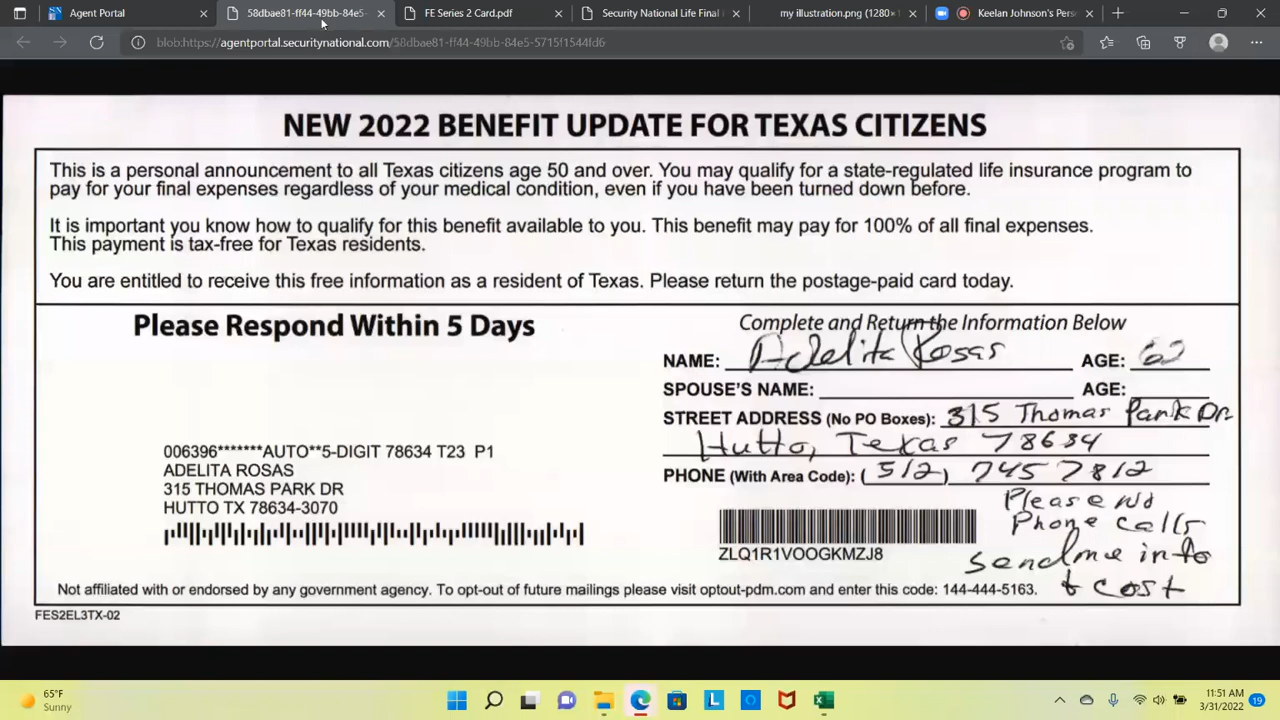 Agent Portal
58dbae81-ff44-49bb-84e5-
FE Series 2 Card.pdf
Security National Life Final
my illustration.png (1280×
Keelan Johnson's Perso
blob:https://agentportal.securitynational.com/58dbae81-ff44-49bb-84e5-5715f1544fd6
NEW 2022 BENEFIT UPDATE FOR TEXAS CITIZENS
This is a personal announcement to all Texas citizens age 50 and over. You may qualify for a state-regulated life insurance program to
pay for your final expenses regardless of your medical condition, even if you have been turned down before.
It is important you know how to qualify for this benefit available to you. This benefit may pay for 100% of all final expenses.
This payment is tax-free for Texas residents.
You are entitled to receive this free information as a resident of Texas. Please return the postage-paid card today.
Please Respond Within 5 Days
Complete and Return the Information Below
NAME: Adelita Rosas AGE: 62
SPOUSE'S NAME: AGE:
STREET ADDRESS (No PO Boxes): 315 Thomas Park Dr.
Hutto, Texas 78634
PHONE (With Area Code): (512) 745 7812
006396*******AUTO**5-DIGIT 78634 T23 P1
ADELITA ROSAS
315 THOMAS PARK DR
HUTTO TX 78634-3070
Please No
Phone calls
send me info
& cost
ZLQ1R1VOOGKMZJ8
Not affiliated with or endorsed by any government agency. To opt-out of future mailings please visit optout-pdm.com and enter this code: 144-444-5163.
FES2EL3TX-02
65°F
Sunny
11:51 AM
3/31/2022
19